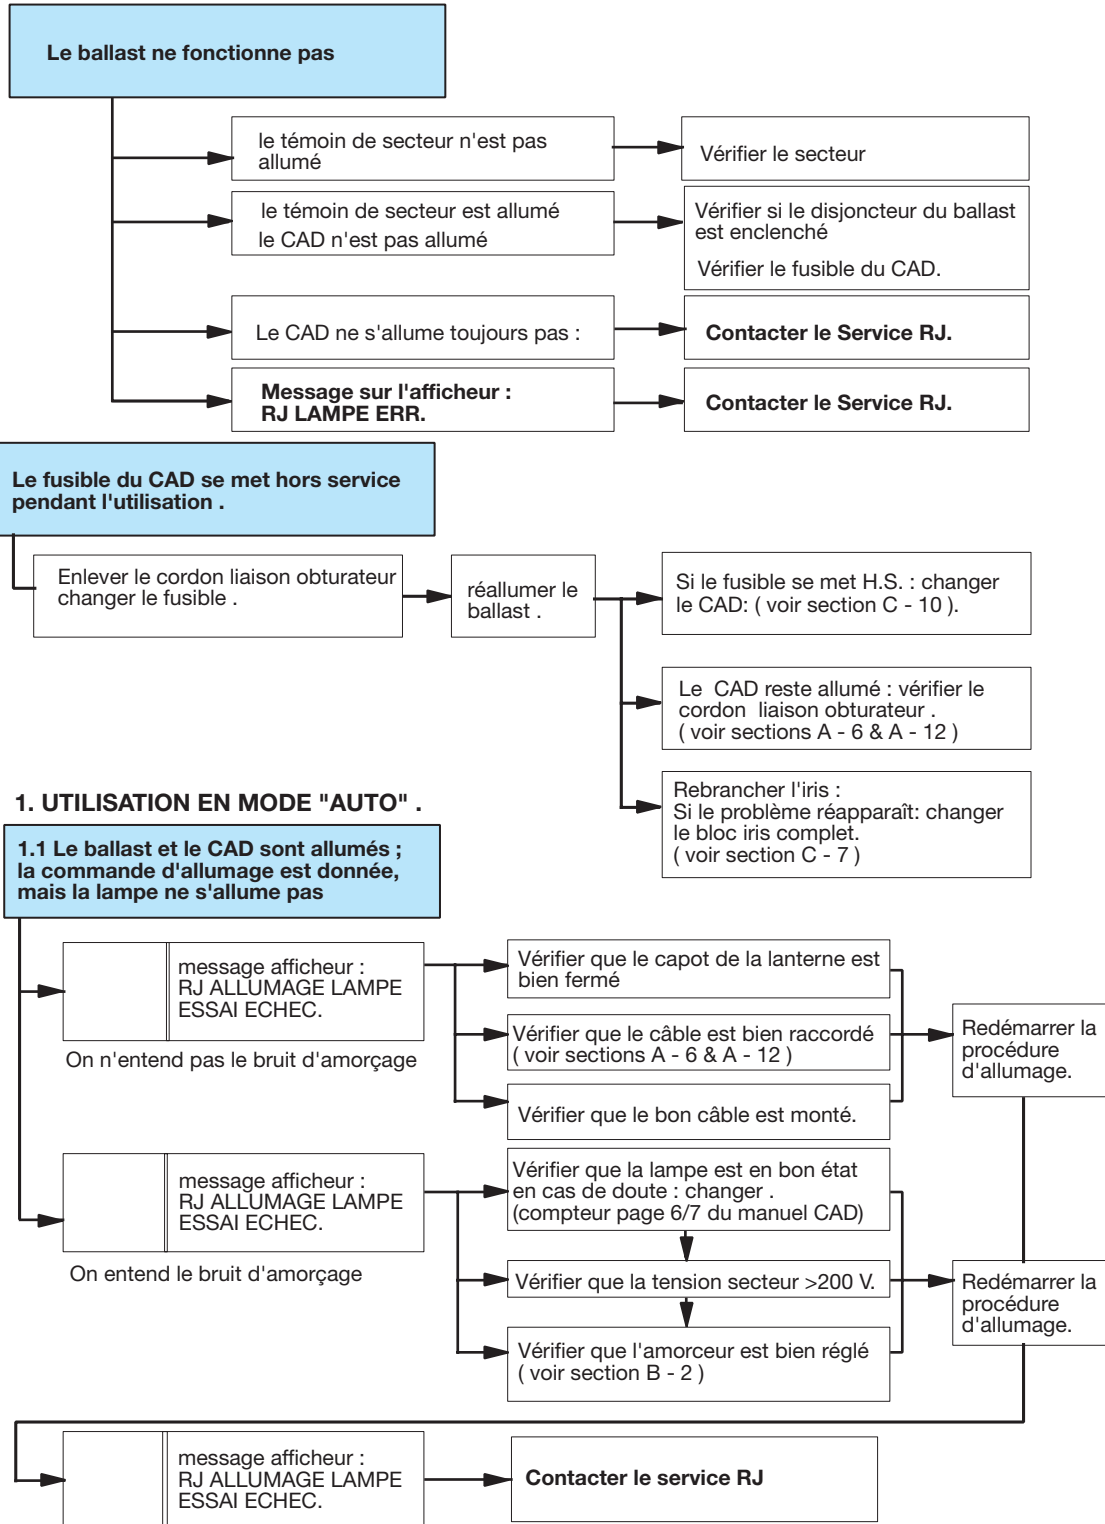 Le ballast ne fonctionne pas
le témoin de secteur n'est pas
allumé
Vérifier le secteur
le témoin de secteur est allumé
le CAD n'est pas allumé
Vérifier si le disjoncteur du ballast
est enclenché
Vérifier le fusible du CAD.
Le CAD ne s'allume toujours pas :
Contacter le Service RJ.
Message sur l'afficheur :
RJ LAMPE ERR.
Contacter le Service RJ.
Le fusible du CAD se met hors service
pendant l'utilisation .
Enlever le cordon liaison obturateur
changer le fusible .
réallumer le
ballast .
Si le fusible se met H.S. : changer
le CAD: ( voir section C - 10 ).
Le CAD reste allumé : vérifier le
cordon liaison obturateur .
( voir sections A - 6 & A - 12 )
Rebrancher l'iris :
Si le problème réapparaît: changer
le bloc iris complet.
( voir section C - 7 )
1. UTILISATION EN MODE "AUTO" .
1.1 Le ballast et le CAD sont allumés ;
la commande d'allumage est donnée,
mais la lampe ne s'allume pas
message afficheur :
RJ ALLUMAGE LAMPE
ESSAI ECHEC.
On n'entend pas le bruit d'amorçage
Vérifier que le capot de la lanterne est
bien fermé
Vérifier que le câble est bien raccordé
( voir sections A - 6 & A - 12 )
Vérifier que le bon câble est monté.
Redémarrer la
procédure
d'allumage.
message afficheur :
RJ ALLUMAGE LAMPE
ESSAI ECHEC.
On entend le bruit d'amorçage
Vérifier que la lampe est en bon état
en cas de doute : changer .
(compteur page 6/7 du manuel CAD)
Vérifier que la tension secteur >200 V.
Vérifier que l'amorceur est bien réglé
( voir section B - 2 )
Redémarrer la
procédure
d'allumage.
message afficheur :
RJ ALLUMAGE LAMPE
ESSAI ECHEC.
Contacter le service RJ